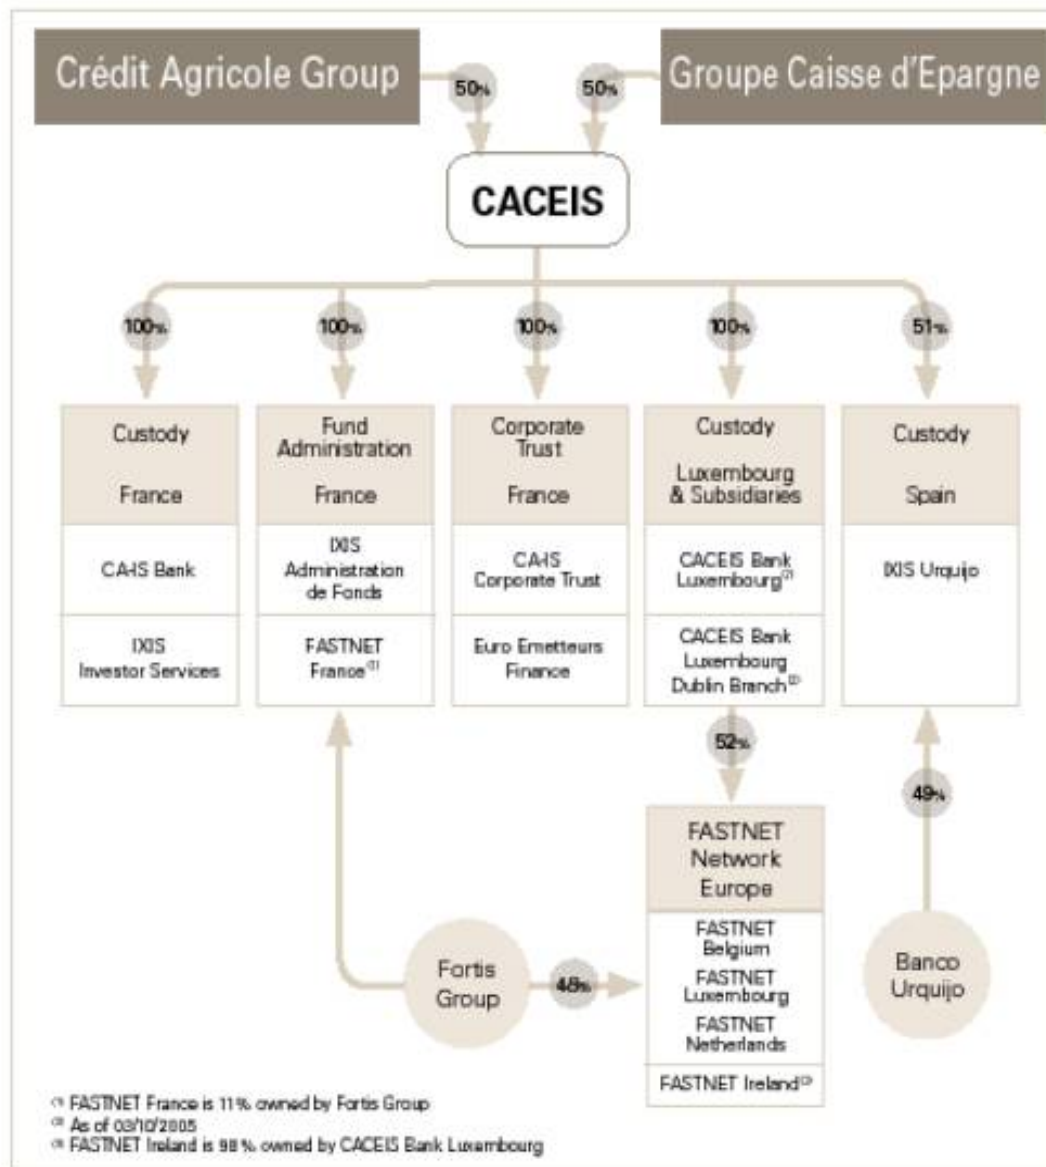 Crédit Agricole Group
50%
50%
Groupe Caisse d'Epargne
CACEIS
100%
100%
100%
100%
51%
Custody
France
CA-IS Bank
IXIS
Investor Services
Fund
Administration
France
IXIS
Administration
de Fonds
FASTNET
France(1)
Corporate
Trust
France
CA-IS
Corporate Trust
Euro Emetteurs
Finance
Custody
Luxembourg
& Subsidiaries
CACEIS Bank
Luxembourg(2)
CACEIS Bank
Luxembourg
Dublin Branch(2)
Custody
Spain
IXIS Urquijo
52%
49%
FASTNET
Network
Europe
FASTNET
Belgium
FASTNET
Luxembourg
FASTNET
Netherlands
FASTNET Ireland(3)
Fortis
Group
48%
Banco
Urquijo
(1) FASTNET France is 11% owned by Fortis Group
(2) As of 03/10/2005
(3) FASTNET Ireland is 98% owned by CACEIS Bank Luxembourg